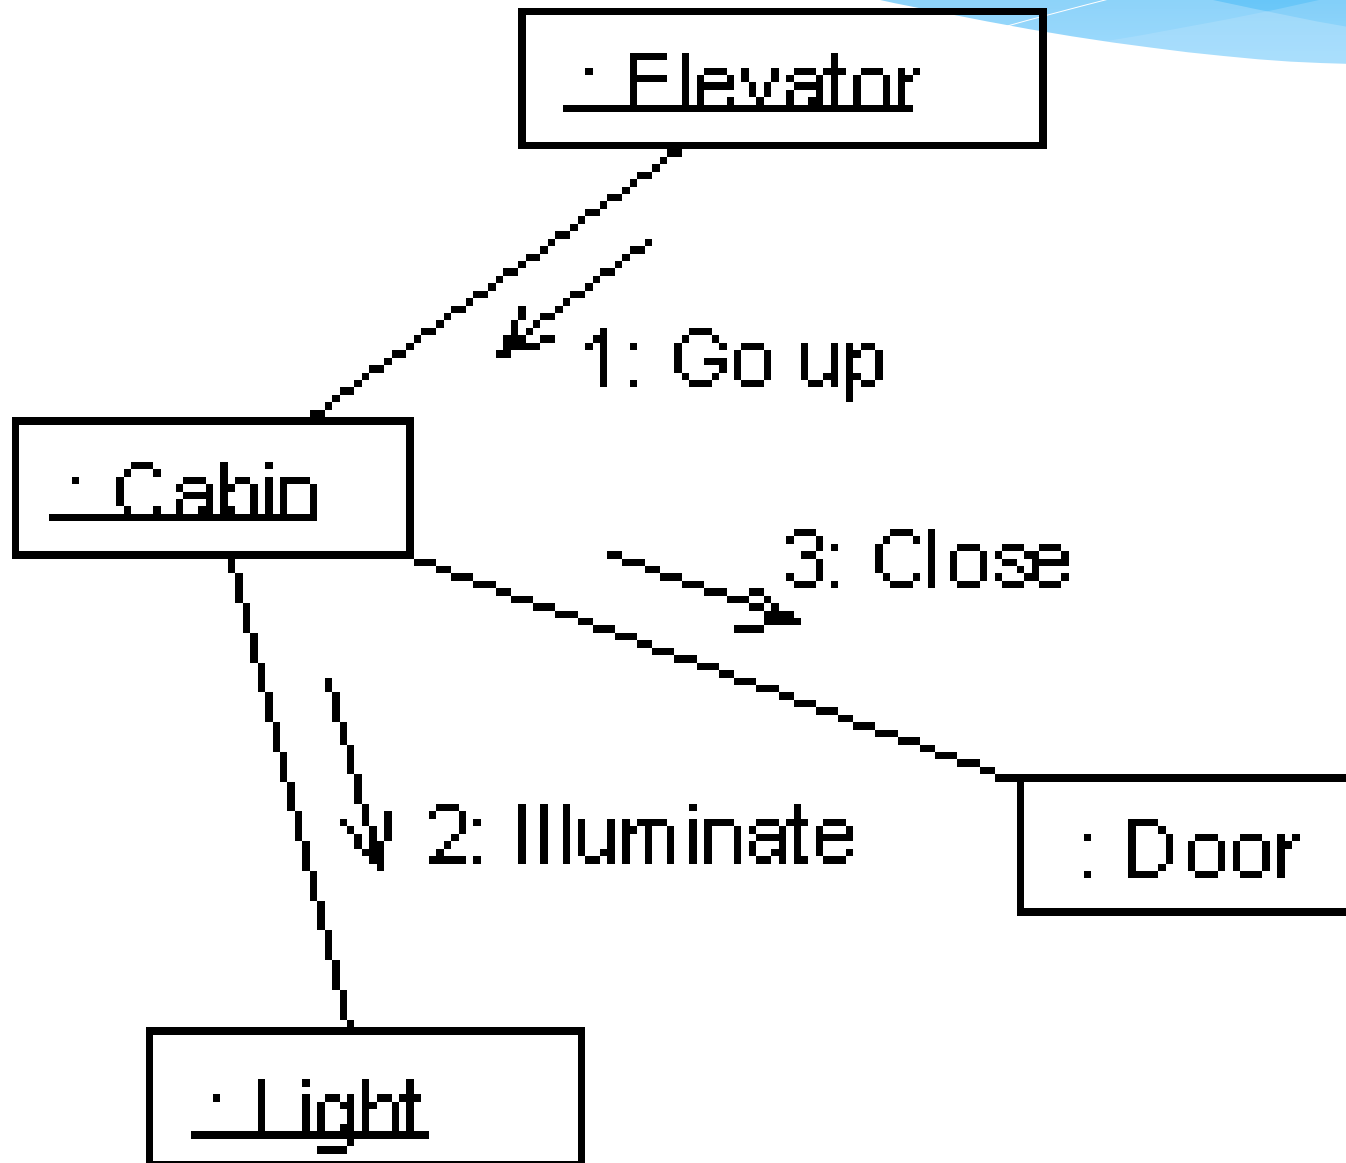 : Elevator
1: Go up
: Cabin
3: Close
2: Illuminate
: Door
: Light